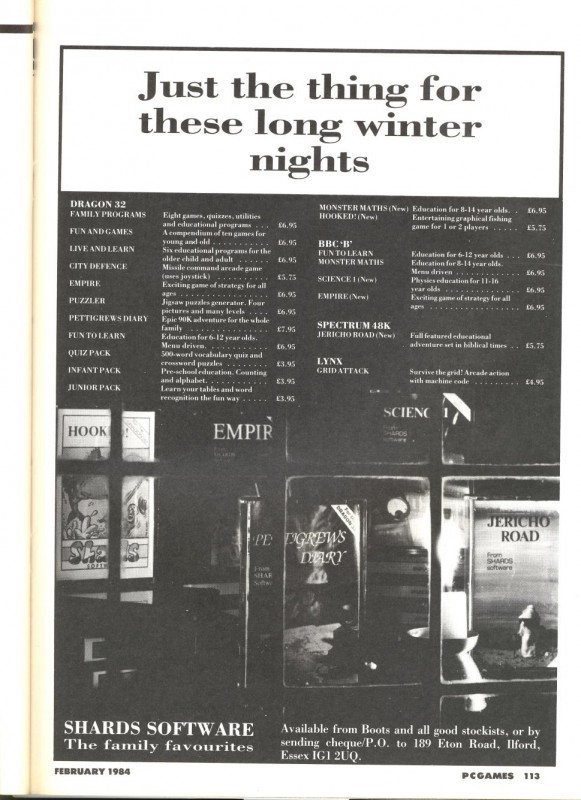 Just the thing for
these long winter
nights
DRAGON 32
FAMILY PROGRAMS Eight games, quizzes, utilities
and educational programs . . . £6.95
FUN AND GAMES A compendium of ten games for
young and old . . . . . . . . . . £6.95
LIVE AND LEARN Six educational programs for the
older child and adult . . . . . . £6.95
CITY DEFENCE Missile command arcade game
(uses joystick) . . . . . . . . . . £5.75
EMPIRE Exciting game of strategy for all
ages . . . . . . . . . . . . . . . . £6.95
PUZZLER Jigsaw puzzles generator. Four
pictures and many levels . . . . £6.95
PETTIGREWS DIARY Epic 90K adventure for the whole
family . . . . . . . . . . . . . . . £7.95
FUN TO LEARN Education for 6-12 year olds.
Menu driven. . . . . . . . . . . . £6.95
QUIZ PACK 500-word vocabulary quiz and
crossword puzzles . . . . . . . . £3.95
INFANT PACK Pre-school education. Counting
and alphabet. . . . . . . . . . . £3.95
JUNIOR PACK Learn your tables and word
recognition the fun way . . . . . £3.95
MONSTER MATHS (New) Education for 8-14 year olds. . £6.95
HOOKED! (New) Entertaining graphical fishing
game for 1 or 2 players . . . . . £5.75
BBC 'B'
FUN TO LEARN Education for 6-12 year olds . . . £6.95
MONSTER MATHS Education for 8-14 year olds.
Menu driven . . . . . . . . . . . £6.95
SCIENCE 1 (New) Physics education for 11-16
year olds . . . . . . . . . . . . . £6.95
EMPIRE (New) Exciting game of strategy for all
ages . . . . . . . . . . . . . . . . £6.95
SPECTRUM 48K
JERICHO ROAD (New) Full featured educational
adventure set in biblical times . . £5.75
LYNX
GRID ATTACK Survive the grid! Arcade action
with machine code . . . . . . . . £4.95
HOOK !
EMPIR
SCIENC 1
From
SHARDS
software
PE
TIGREWS
DIARY
DRAGON
From
SHAR
Softw
JERICHO
ROAD
From
SHARDS
software
SHARDS SOFTWARE
The family favourites
Available from Boots and all good stockists, or by
sending cheque/P.O. to 189 Eton Road, Ilford,
Essex IG1 2UQ.
FEBRUARY 1984
PCGAMES 113